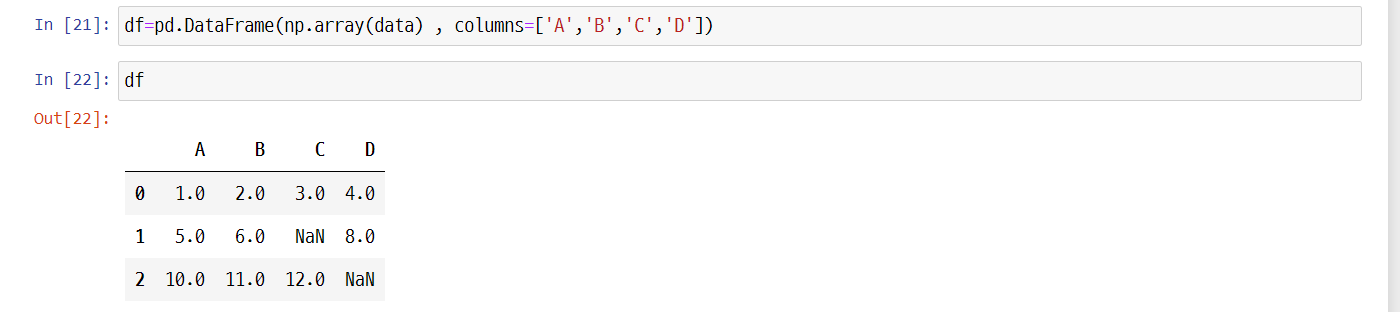 In [21]: df=pd.DataFrame(np.array(data) , columns=['A','B','C','D'])
In [22]: df
Out[22]:
A B C D
0 1.0 2.0 3.0 4.0
1 5.0 6.0 NaN 8.0
2 10.0 11.0 12.0 NaN